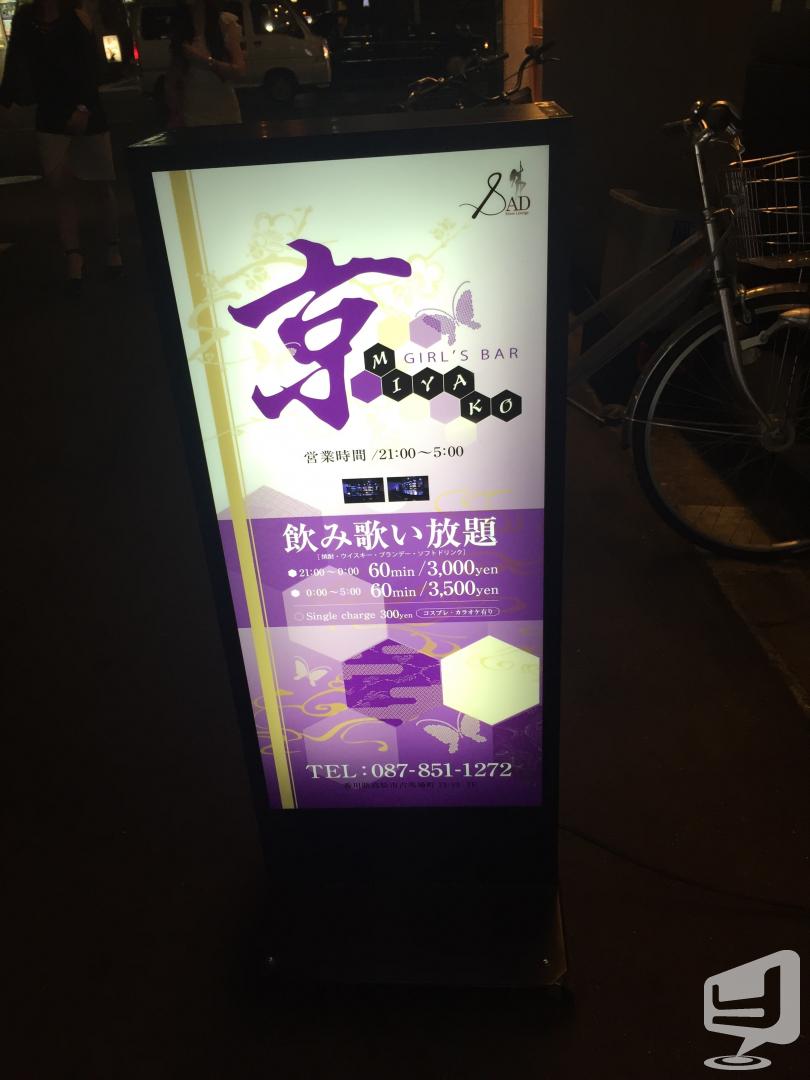 SAD
京
GIRL'S BAR
MIYAKO
営業時間/21:00～5:00
飲み歌い放題
[焼酎・ウイスキー・ブランデー・ソフトドリンク]
21:00～0:00 60min/3,000yen
0:00～5:00 60min/3,500yen
Single charge 300yen コスプレ・カラオケ有り
TEL:087-851-1272